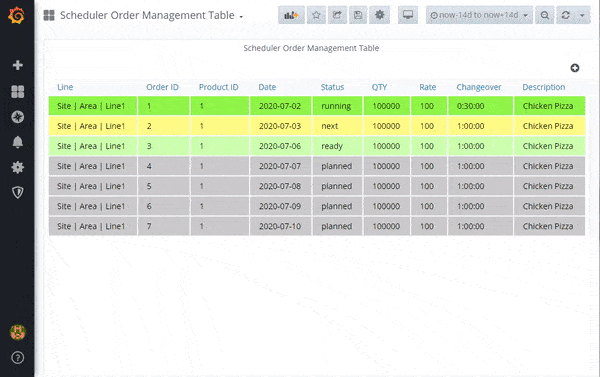 Scheduler Order Management Table
now-14d to now+14d
Scheduler Order Management Table
Line Order ID Product ID Date Status QTY Rate Changeover Description
Site | Area | Line1 1 1 2020-07-02 running 100000 100 0:30:00 Chicken Pizza
Site | Area | Line1 2 1 2020-07-03 next 100000 100 1:00:00 Chicken Pizza
Site | Area | Line1 3 1 2020-07-06 ready 100000 100 1:00:00 Chicken Pizza
Site | Area | Line1 4 1 2020-07-07 planned 100000 100 1:00:00 Chicken Pizza
Site | Area | Line1 5 1 2020-07-08 planned 100000 100 1:00:00 Chicken Pizza
Site | Area | Line1 6 1 2020-07-09 planned 100000 100 1:00:00 Chicken Pizza
Site | Area | Line1 7 1 2020-07-10 planned 100000 100 1:00:00 Chicken Pizza